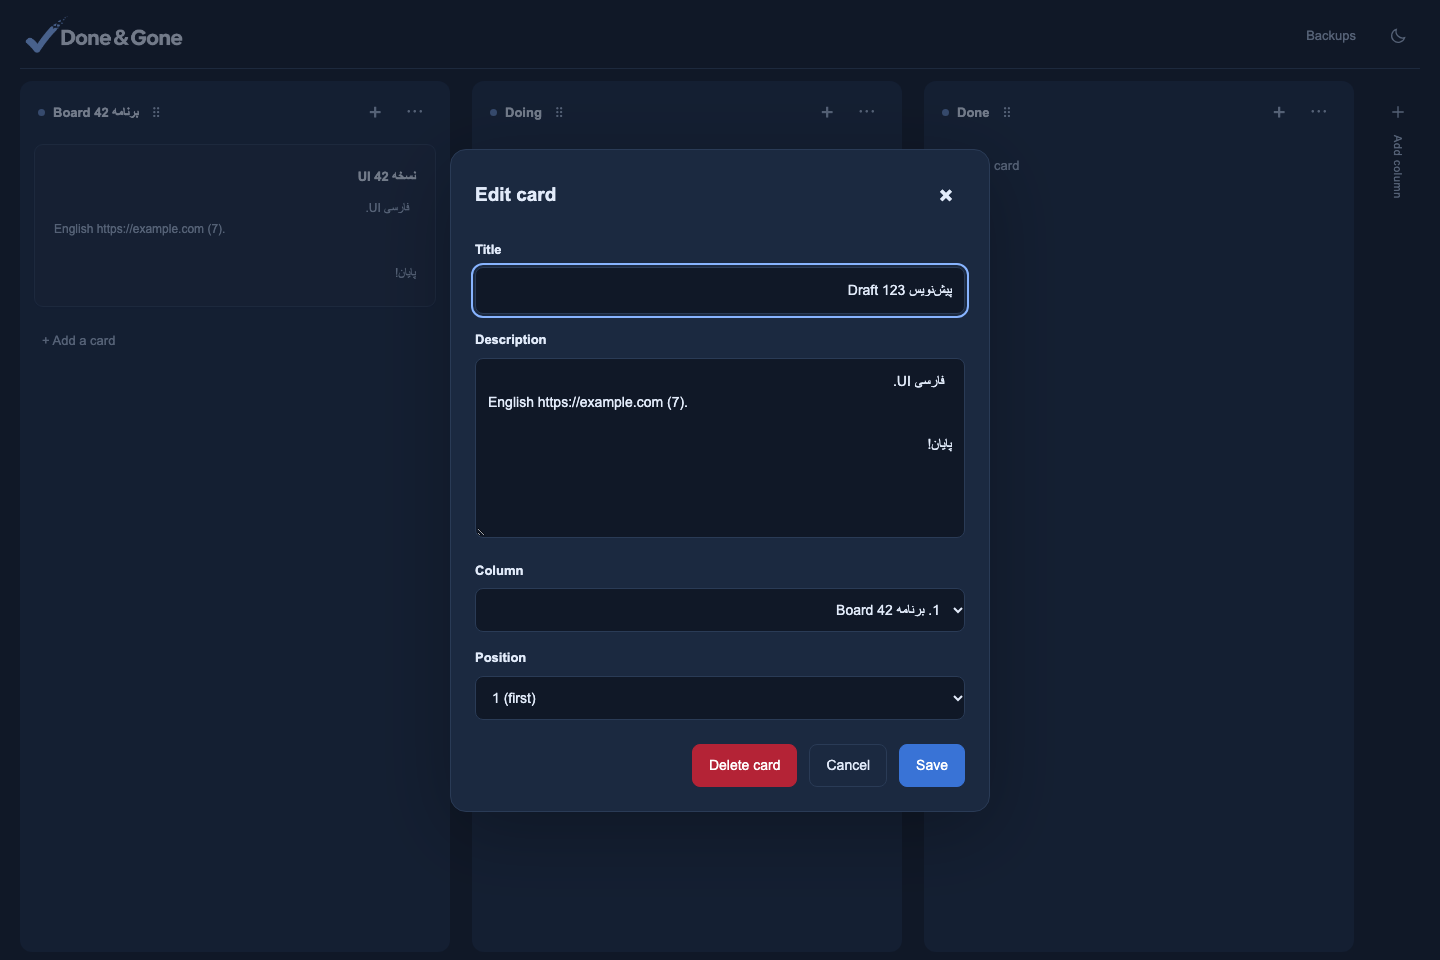 Done & Gone
Backups
برنامه Board 42
Doing
Done
Add column
نسخه UI 42
فارسی UI.
English https://example.com (7).
پایان!
+ Add a card
card
Edit card
Title
پیش‌نویس Draft 123
Description
فارسی UI.
English https://example.com (7).
پایان!
Column
1. برنامه Board 42
Position
1 (first)
Delete card
Cancel
Save